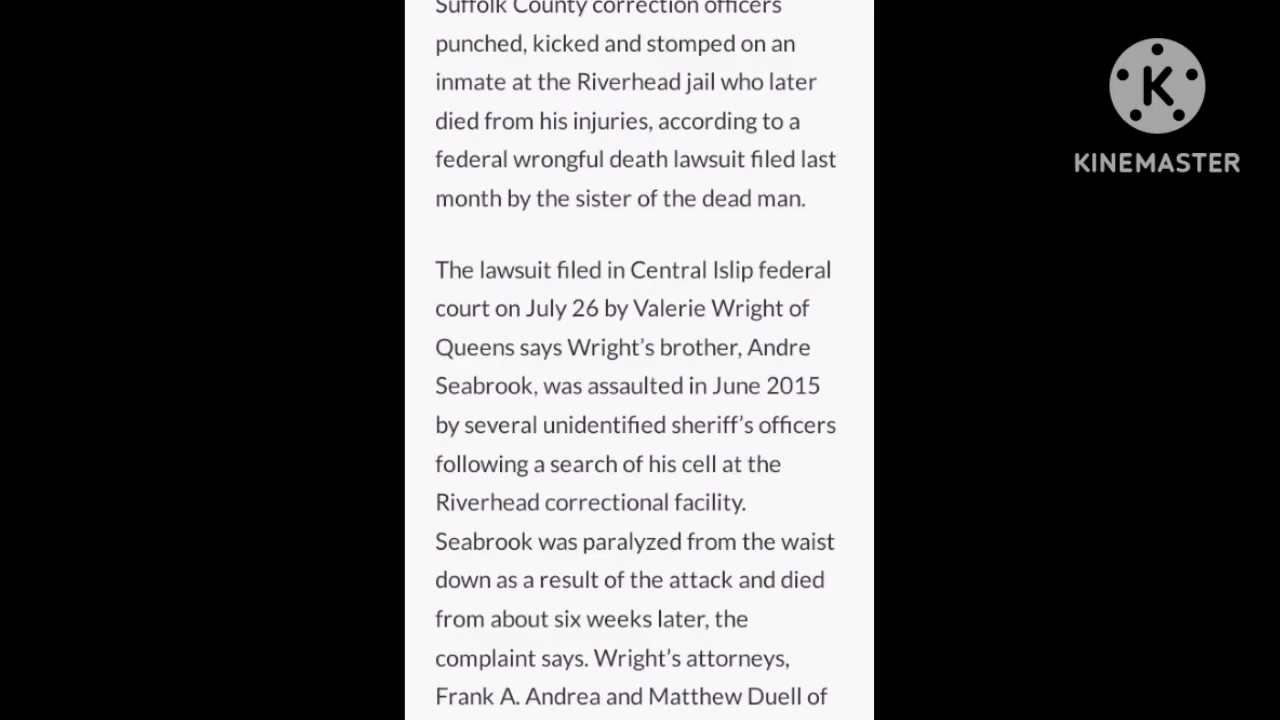 Suffolk County correction officers
punched, kicked and stomped on an
inmate at the Riverhead jail who later
died from his injuries, according to a
federal wrongful death lawsuit filed last
month by the sister of the dead man.
The lawsuit filed in Central Islip federal
court on July 26 by Valerie Wright of
Queens says Wright’s brother, Andre
Seabrook, was assaulted in June 2015
by several unidentified sheriff’s officers
following a search of his cell at the
Riverhead correctional facility.
Seabrook was paralyzed from the waist
down as a result of the attack and died
from about six weeks later, the
complaint says. Wright’s attorneys,
Frank A. Andrea and Matthew Duell of
K
KINEMASTER